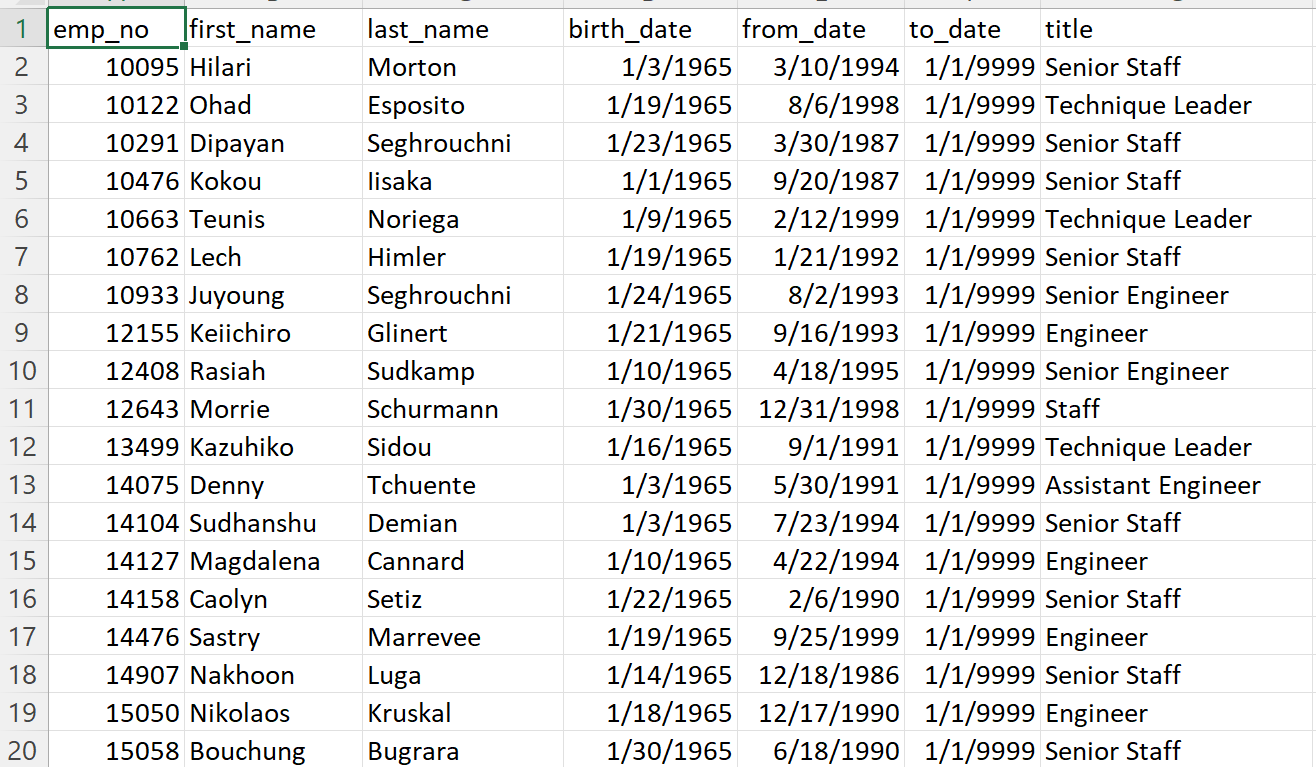 1 emp_no first_name last_name birth_date from_date to_date title
2 10095 Hilari Morton 1/3/1965 3/10/1994 1/1/9999 Senior Staff
3 10122 Ohad Esposito 1/19/1965 8/6/1998 1/1/9999 Technique Leader
4 10291 Dipayan Seghrouchni 1/23/1965 3/30/1987 1/1/9999 Senior Staff
5 10476 Kokou Iisaka 1/1/1965 9/20/1987 1/1/9999 Senior Staff
6 10663 Teunis Noriega 1/9/1965 2/12/1999 1/1/9999 Technique Leader
7 10762 Lech Himler 1/19/1965 1/21/1992 1/1/9999 Senior Staff
8 10933 Juyoung Seghrouchni 1/24/1965 8/2/1993 1/1/9999 Senior Engineer
9 12155 Keiichiro Glinert 1/21/1965 9/16/1993 1/1/9999 Engineer
10 12408 Rasiah Sudkamp 1/10/1965 4/18/1995 1/1/9999 Senior Engineer
11 12643 Morrie Schurmann 1/30/1965 12/31/1998 1/1/9999 Staff
12 13499 Kazuhiko Sidou 1/16/1965 9/1/1991 1/1/9999 Technique Leader
13 14075 Denny Tchuente 1/3/1965 5/30/1991 1/1/9999 Assistant Engineer
14 14104 Sudhanshu Demian 1/3/1965 7/23/1994 1/1/9999 Senior Staff
15 14127 Magdalena Cannard 1/10/1965 4/22/1994 1/1/9999 Engineer
16 14158 Caolyn Setiz 1/22/1965 2/6/1990 1/1/9999 Senior Staff
17 14476 Sastry Marrevee 1/19/1965 9/25/1999 1/1/9999 Engineer
18 14907 Nakhoon Luga 1/14/1965 12/18/1986 1/1/9999 Senior Staff
19 15050 Nikolaos Kruskal 1/18/1965 12/17/1990 1/1/9999 Engineer
20 15058 Bouchung Bugrara 1/30/1965 6/18/1990 1/1/9999 Senior Staff